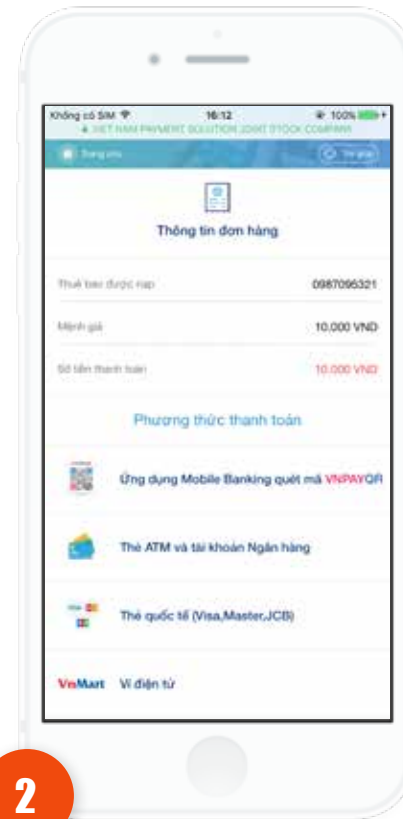 Không có SIM 16:12 100%
VIET NAM PAYMENT SOLUTION JOINT STOCK COMPANY
Trang chủ Trợ giúp
Thông tin đơn hàng
Thuê bao được nạp 0987095321
Mệnh giá 10.000 VND
Số tiền thanh toán 10.000 VND
Phương thức thanh toán
Ứng dụng Mobile Banking quét mã VNPAYQR
Thẻ ATM và tài khoản Ngân hàng
Thẻ quốc tế (Visa,Master,JCB)
VnMart Ví điện tử
2